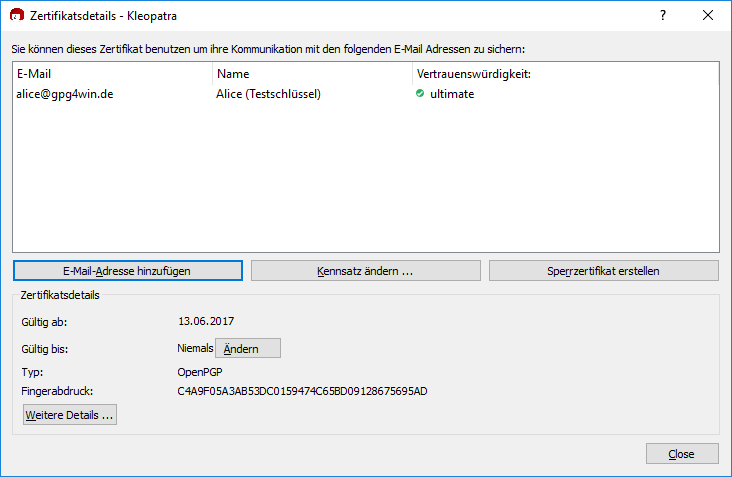 Zertifikatsdetails - Kleopatra
?
Sie können dieses Zertifikat benutzen um ihre Kommunikation mit den folgenden E-Mail Adressen zu sichern:
E-Mail Name Vertrauenswürdigkeit:
alice@gpg4win.de Alice (Testschlüssel) ultimate
E-Mail-Adresse hinzufügen Kennsatz ändern ... Sperrzertifikat erstellen
Zertifikatsdetails
Gültig ab: 13.06.2017
Gültig bis: Niemals Ändern
Typ: OpenPGP
Fingerabdruck: C4A9F05A3AB53DC0159474C65BD09128675695AD
Weitere Details ...
Close